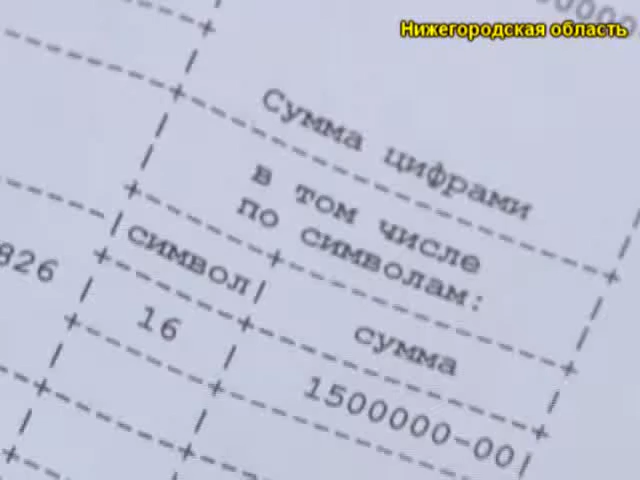 Нижегородская область
Сумма цифрами
в том числе
по символам:
символ
сумма
826
16
1500000-00